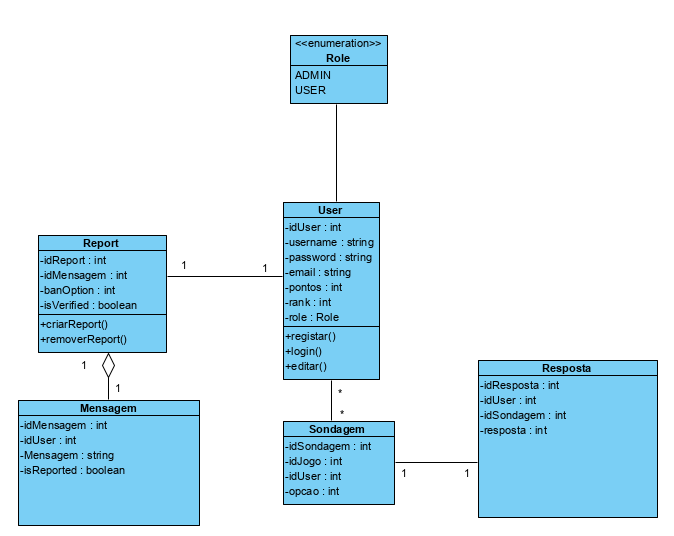 <<enumeration>>
Role
ADMIN
USER
User
-idUser : int
-username : string
-password : string
-email : string
-pontos : int
-rank : int
-role : Role
+registar()
+login()
+editar()
Report
-idReport : int
-idMensagem : int
-banOption : int
-isVerified : boolean
+criarReport()
+removerReport()
1
1
1
1
Mensagem
-idMensagem : int
-idUser : int
-Mensagem : string
-isReported : boolean
*
*
Sondagem
-idSondagem : int
-idJogo : int
-idUser : int
-opcao : int
1
1
Resposta
-idResposta : int
-idUser : int
-idSondagem : int
-resposta : int